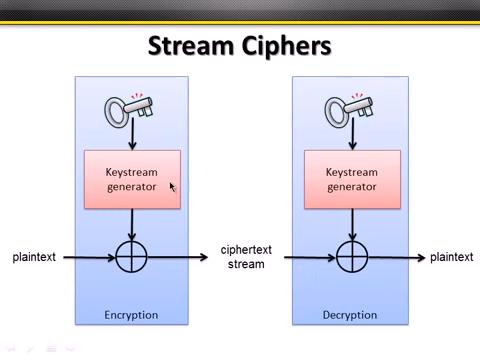 Stream Ciphers
Keystream
generator
Keystream
generator
plaintext
ciphertext
stream
plaintext
Encryption
Decryption